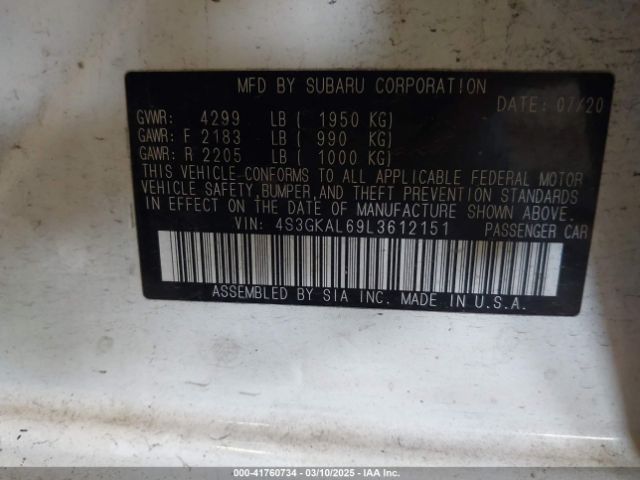 MFD BY SUBARU CORPORATION
DATE: 07/20
GVWR: 4299 LB ( 1950 KG)
GAWR: F 2183 LB ( 990 KG)
GAWR: R 2205 LB ( 1000 KG)
THIS VEHICLE CONFORMS TO ALL APPLICABLE FEDERAL MOTOR
VEHICLE SAFETY, BUMPER, AND THEFT PREVENTION STANDARDS
IN EFFECT ON THE DATE OF MANUFACTURE SHOWN ABOVE.
VIN: 4S3GKAL69L3612151 PASSENGER CAR
ASSEMBLED BY SIA INC. MADE IN U.S.A.
000-41760734 — 03/10/2025 — IAA Inc.